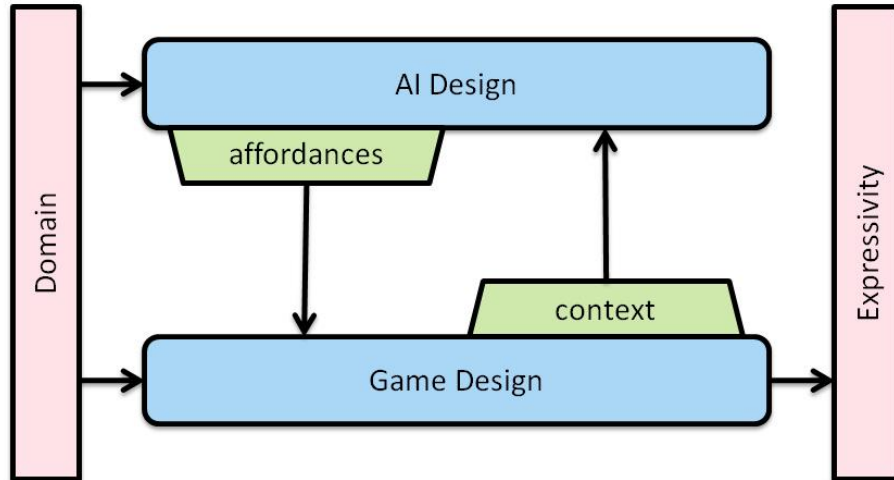 Domain
AI Design
affordances
context
Game Design
Expressivity